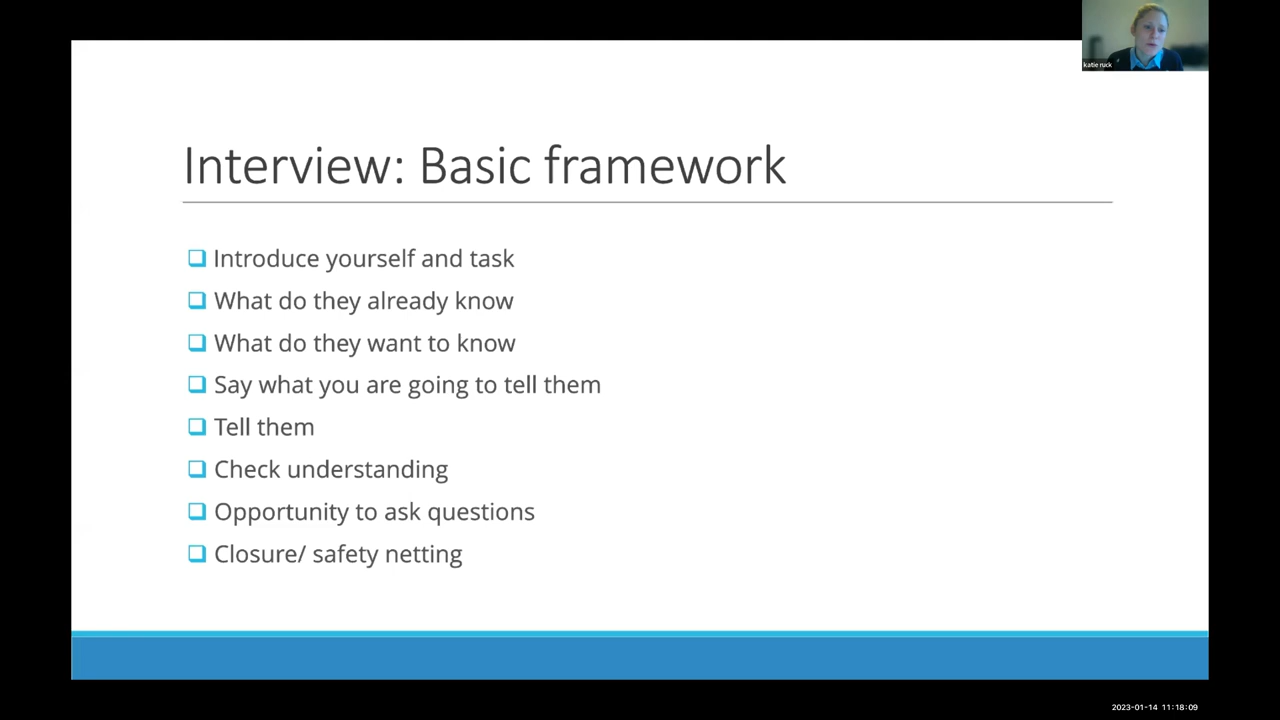 katie ruck
Interview: Basic framework
Introduce yourself and task
What do they already know
What do they want to know
Say what you are going to tell them
Tell them
Check understanding
Opportunity to ask questions
Closure/ safety netting
2023-01-14 11:18:09